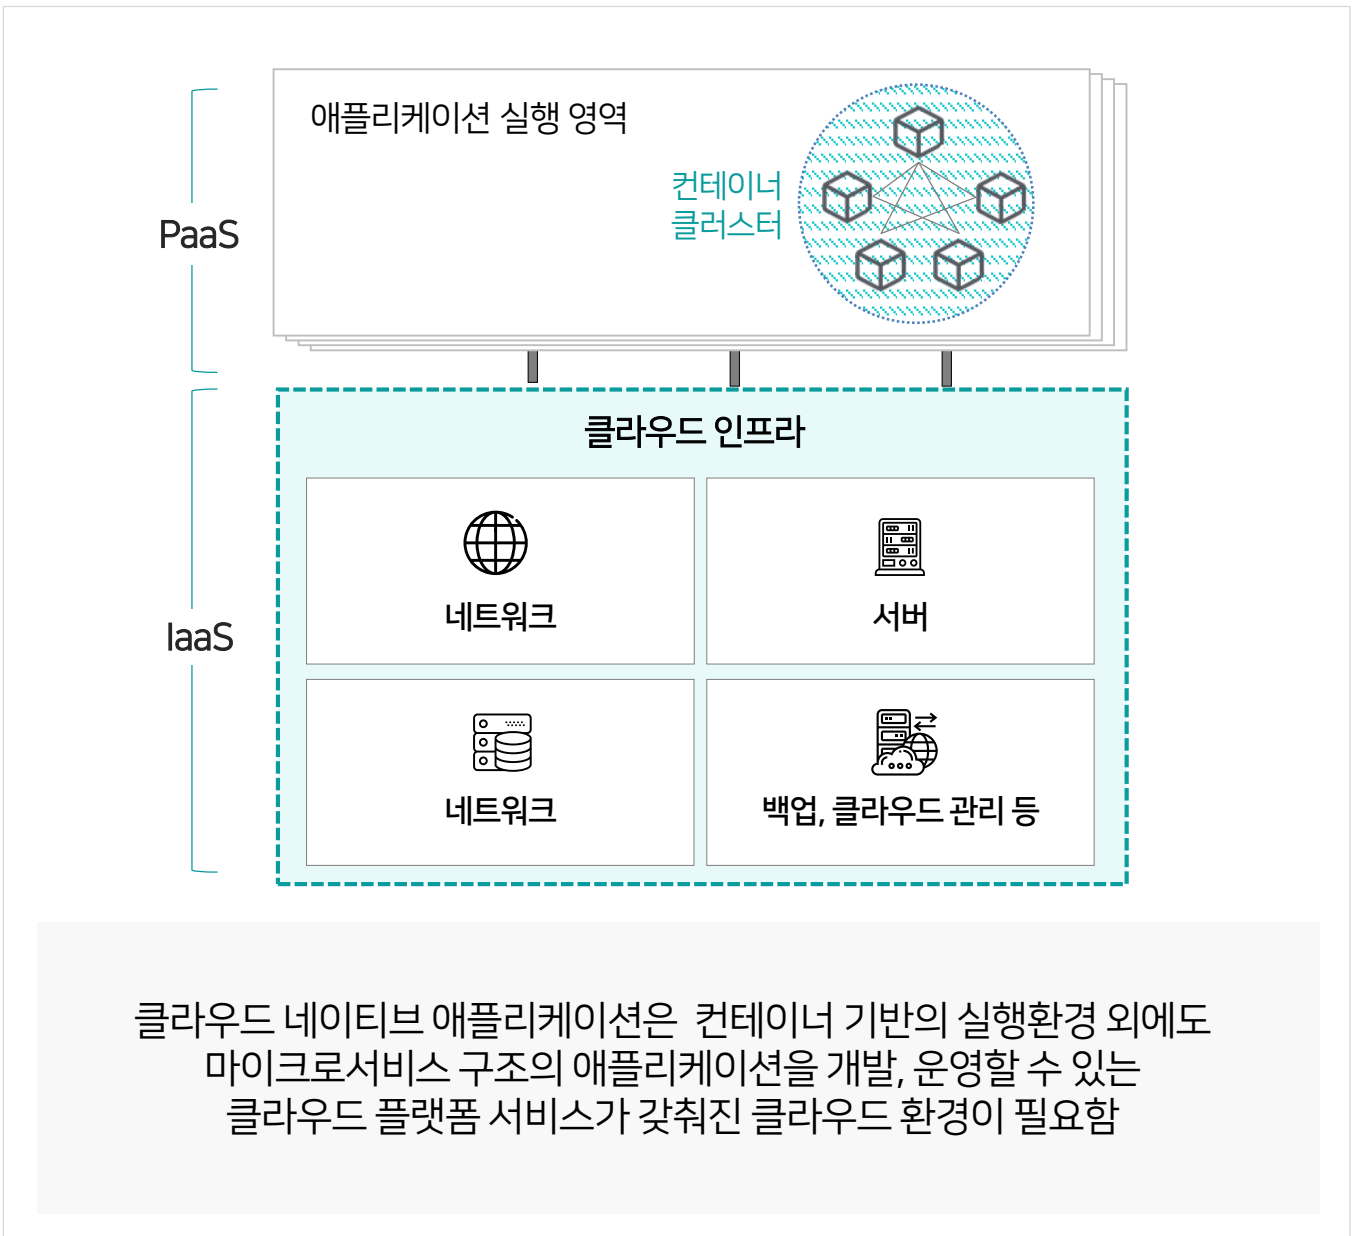 애플리케이션 실행 영역
컨테이너
클러스터
PaaS
클라우드 인프라
네트워크
서버
IaaS
네트워크
백업, 클라우드 관리 등
클라우드 네이티브 애플리케이션은 컨테이너 기반의 실행환경 외에도
마이크로서비스 구조의 애플리케이션을 개발, 운영할 수 있는
클라우드 플랫폼 서비스가 갖춰진 클라우드 환경이 필요함